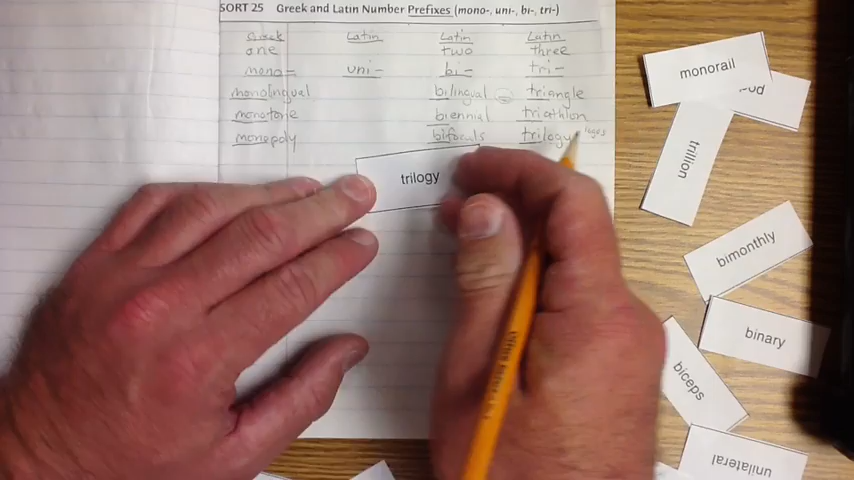 SORT 25 Greek and Latin Number Prefixes (mono-, uni-, bi-, tri-)
Greek Latin Latin Latin
one two three
mono- uni- bi- tri-
monolingual bilingual triangle
monotone biennial triathlon
monopoly bifocals trilogy
trilogy
monorail
trillion
bimonthly
binary
biceps
unilateral